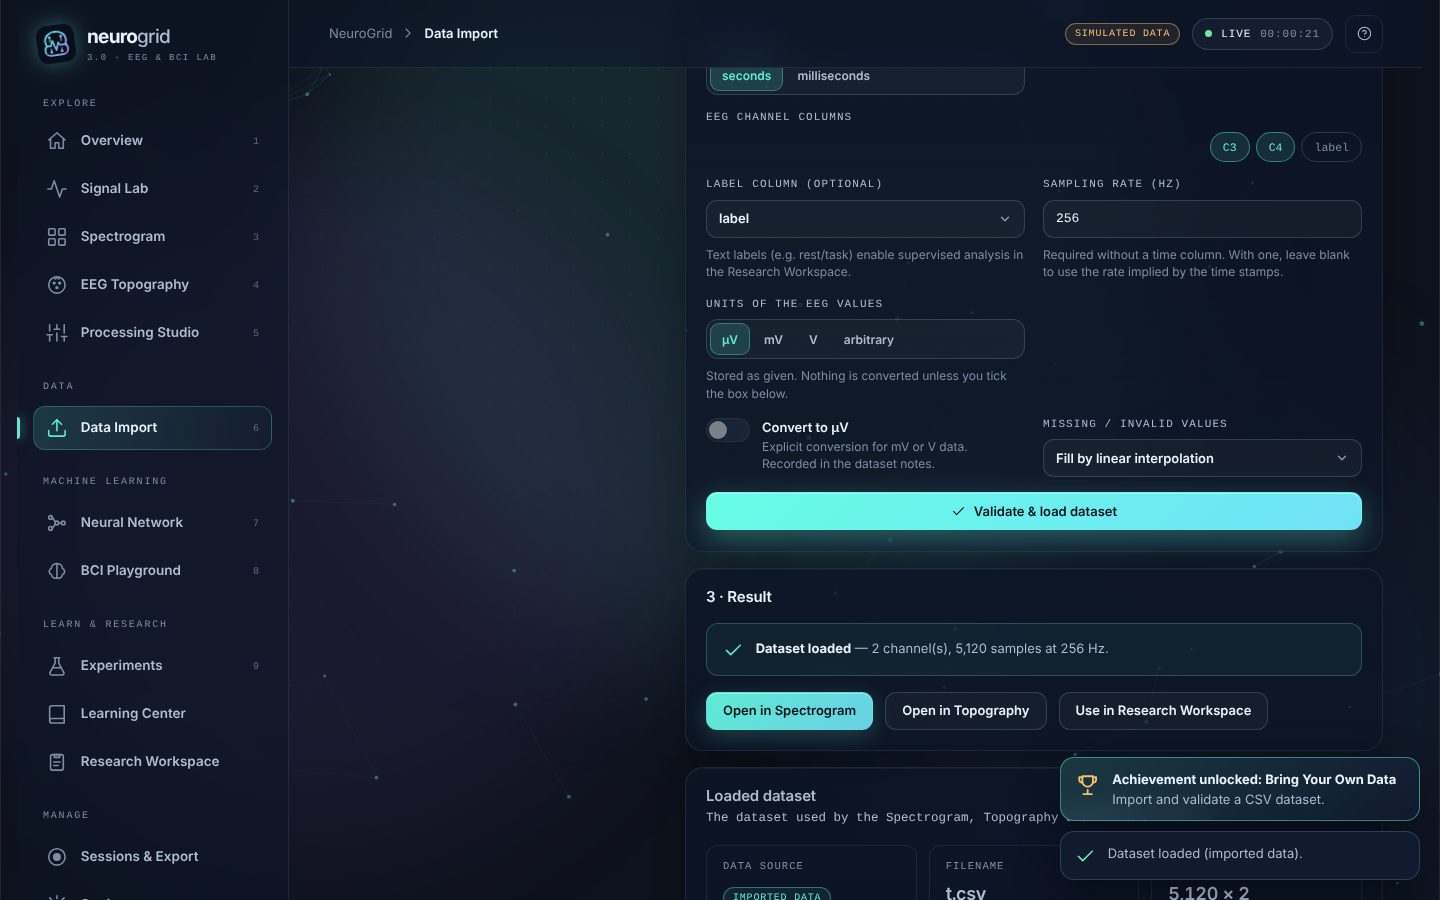 neurogrid
3.0 · EEG & BCI LAB
EXPLORE
Overview 1
Signal Lab 2
Spectrogram 3
EEG Topography 4
Processing Studio 5
DATA
Data Import 6
MACHINE LEARNING
Neural Network 7
BCI Playground 8
LEARN & RESEARCH
Experiments 9
Learning Center
Research Workspace
MANAGE
Sessions & Export
NeuroGrid > Data Import
SIMULATED DATA
LIVE 00:00:21
seconds milliseconds
EEG CHANNEL COLUMNS
C3 C4 label
LABEL COLUMN (OPTIONAL)
label
Text labels (e.g. rest/task) enable supervised analysis in
the Research Workspace.
SAMPLING RATE (HZ)
256
Required without a time column. With one, leave blank
to use the rate implied by the time stamps.
UNITS OF THE EEG VALUES
µV mV V arbitrary
Stored as given. Nothing is converted unless you tick
the box below.
Convert to µV
Explicit conversion for mV or V data.
Recorded in the dataset notes.
MISSING / INVALID VALUES
Fill by linear interpolation
Validate & load dataset
3 · Result
Dataset loaded — 2 channel(s), 5,120 samples at 256 Hz.
Open in Spectrogram Open in Topography Use in Research Workspace
Loaded dataset
The dataset used by the Spectrogram, Topography
DATA SOURCE
IMPORTED DATA
FILENAME
t.csv
5,120 × 2
Achievement unlocked: Bring Your Own Data
Import and validate a CSV dataset.
Dataset loaded (imported data).